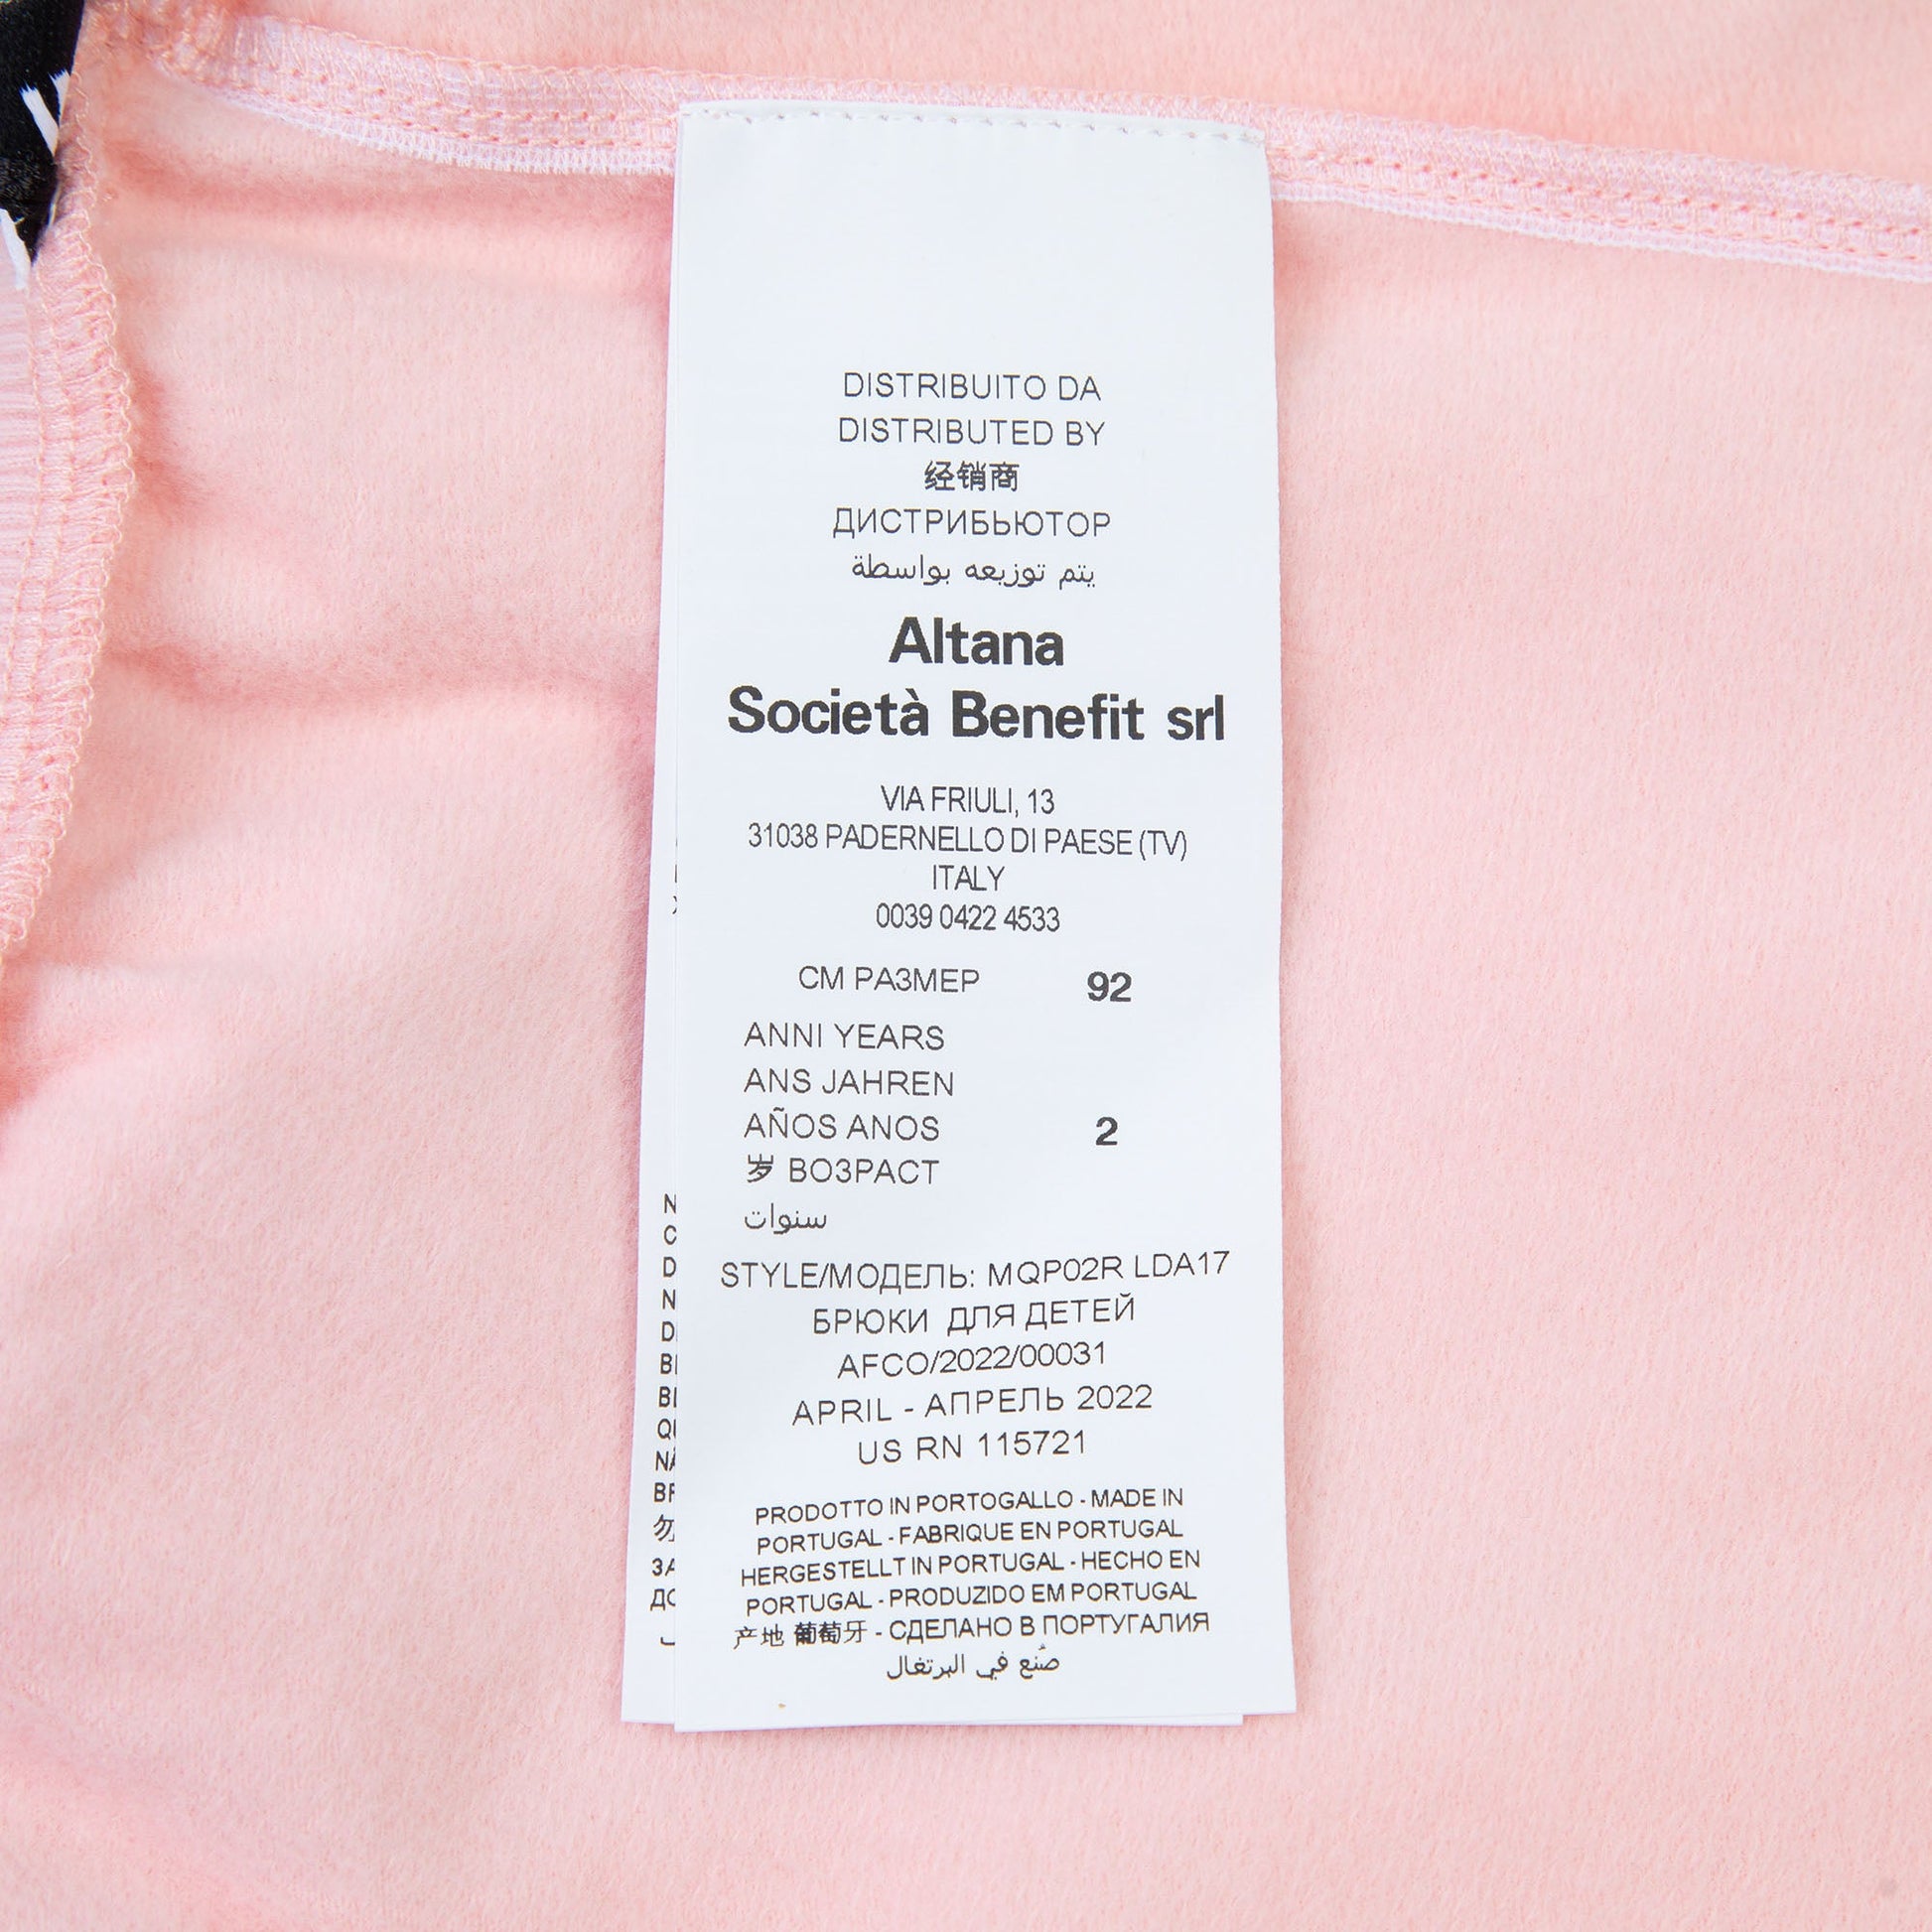 DISTRIBUITO DA
DISTRIBUTED BY
经销商
ДИСТРИБЬЮТОР
يتم توزيعه بواسطة
Altana
Società Benefit srl
VIA FRIULI, 13
31038 PADERNELLO DI PAESE (TV)
ITALY
0039 0422 4533
СМ РАЗМЕР 92
ANNI YEARS
ANS JAHREN
AÑOS ANOS 2
岁 ВОЗРАСТ
سنوات
STYLE/МОДЕЛЬ: MQP02R LDA17
БРЮКИ ДЛЯ ДЕТЕЙ
AFCO/2022/00031
APRIL - АПРЕЛЬ 2022
US RN 115721
PRODOTTO IN PORTOGALLO - MADE IN
PORTUGAL - FABRIQUE EN PORTUGAL
HERGESTELLT IN PORTUGAL - HECHO EN
PORTUGAL - PRODUZIDO EM PORTUGAL
产地 葡萄牙 - СДЕЛАНО В ПОРТУГАЛИЯ
صُنع في البرتغال